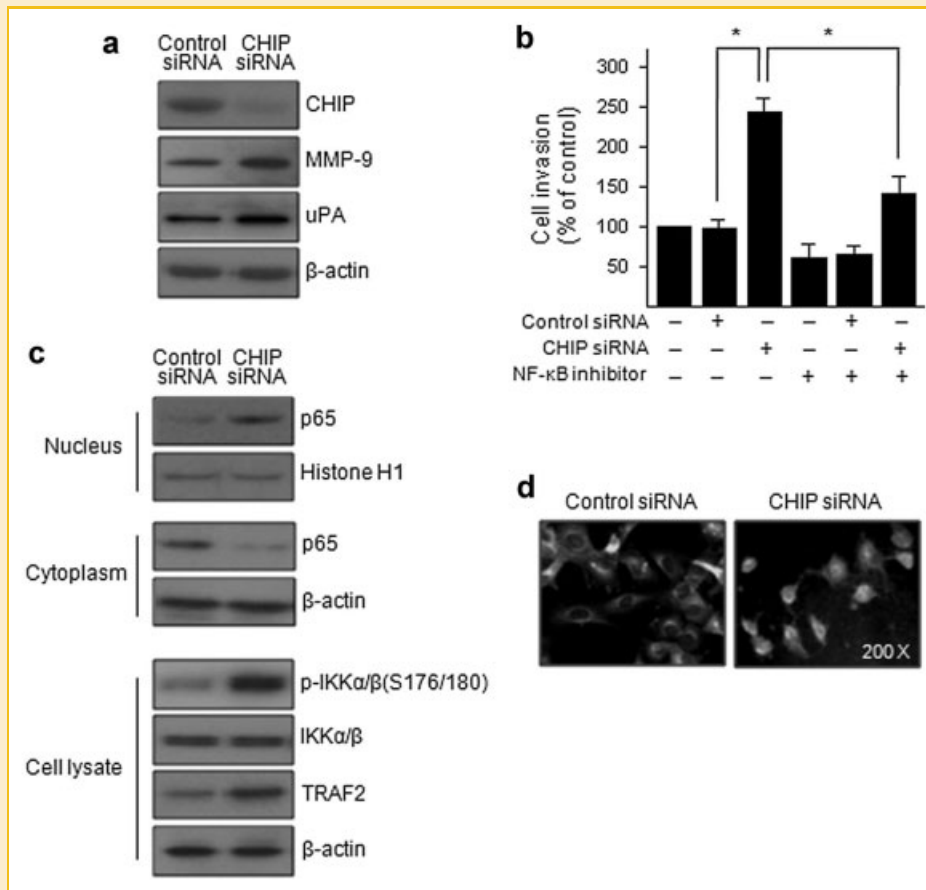 a
Control siRNA
CHIP siRNA
CHIP
MMP-9
uPA
β-actin
b
Cell invasion
(% of control)
300
250
200
150
100
50
*
*
Control siRNA – + – – + –
CHIP siRNA – – + – – +
NF-κB inhibitor – – – + + +
c
Control siRNA
CHIP siRNA
Nucleus
p65
Histone H1
Cytoplasm
p65
β-actin
Cell lysate
p-IKKα/β(S176/180)
IKKα/β
TRAF2
β-actin
d
Control siRNA
CHIP siRNA
200 X